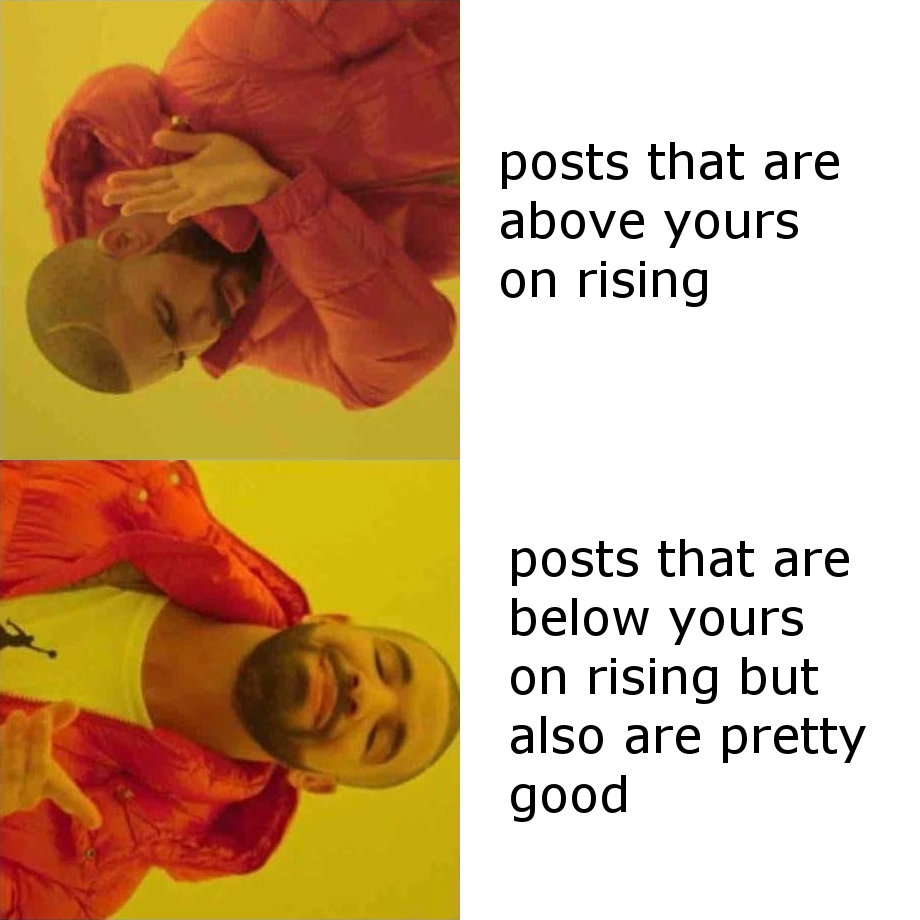 posts that are
above yours
on rising
posts that are
below yours
on rising but
also are pretty
good